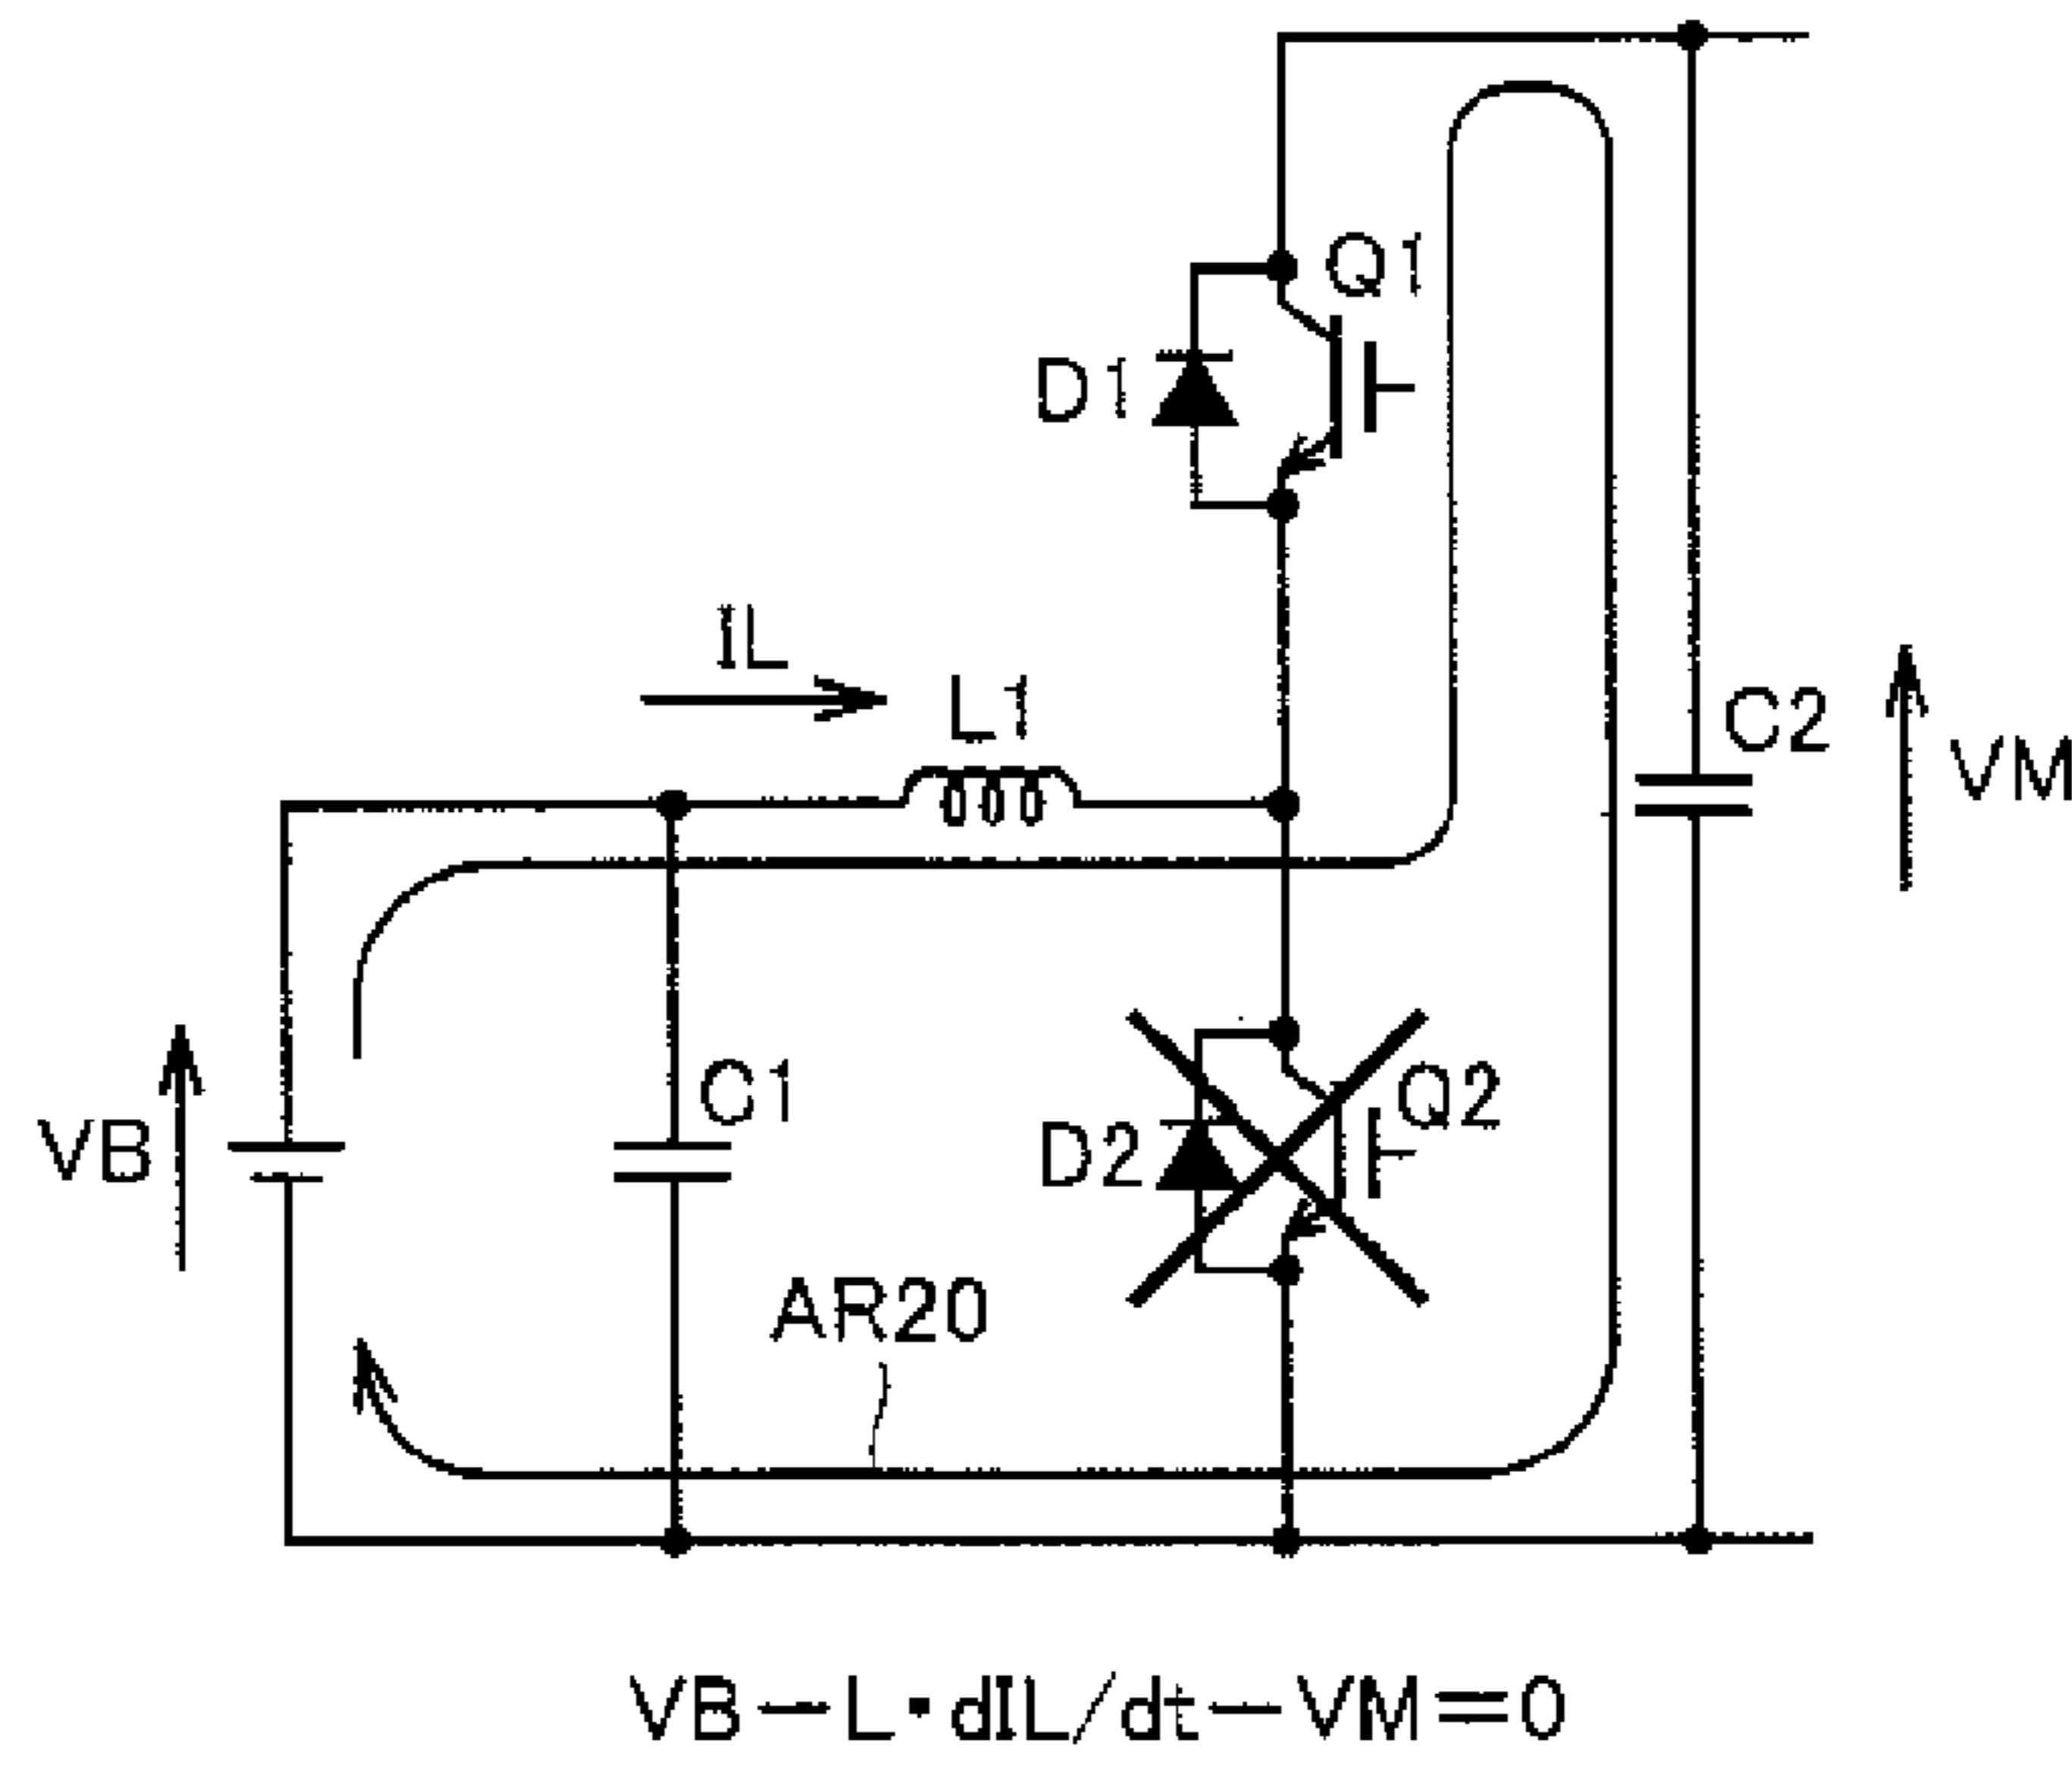 Q1
D1
IL
L1
C2
VM
C1
Q2
VB
D2
AR20
VB−L・dIL/dt−VM=0